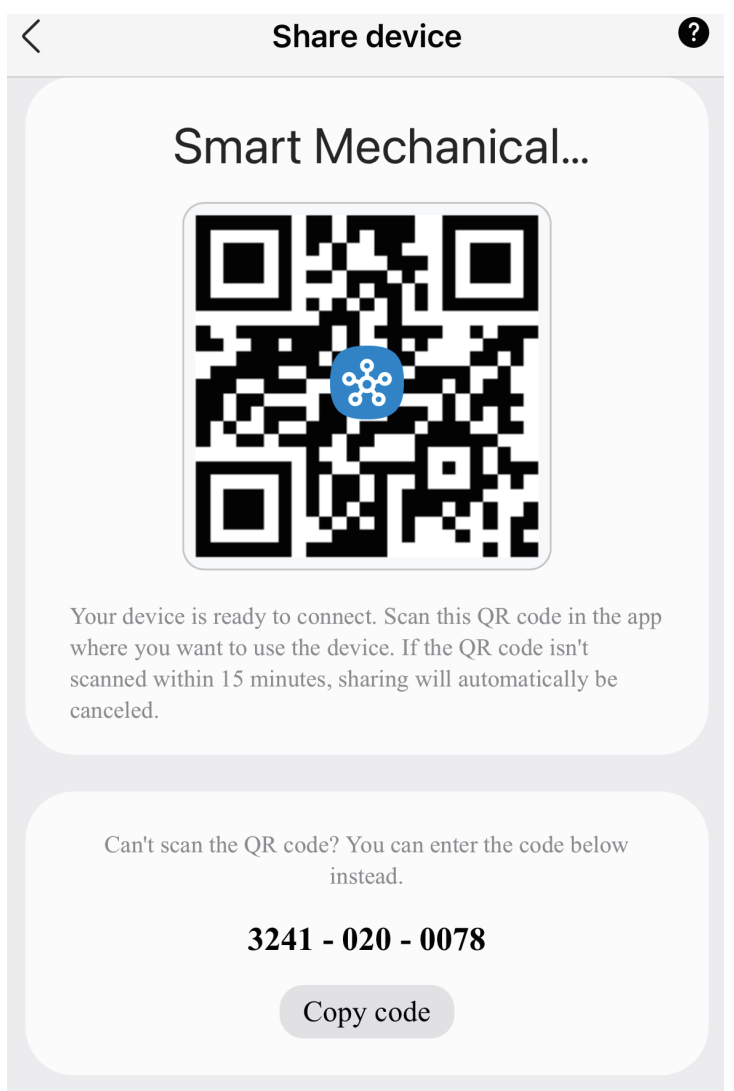 Share device
?
Smart Mechanical...
Your device is ready to connect. Scan this QR code in the app
where you want to use the device. If the QR code isn't
scanned within 15 minutes, sharing will automatically be
canceled.
Can't scan the QR code? You can enter the code below
instead.
3241 - 020 - 0078
Copy code